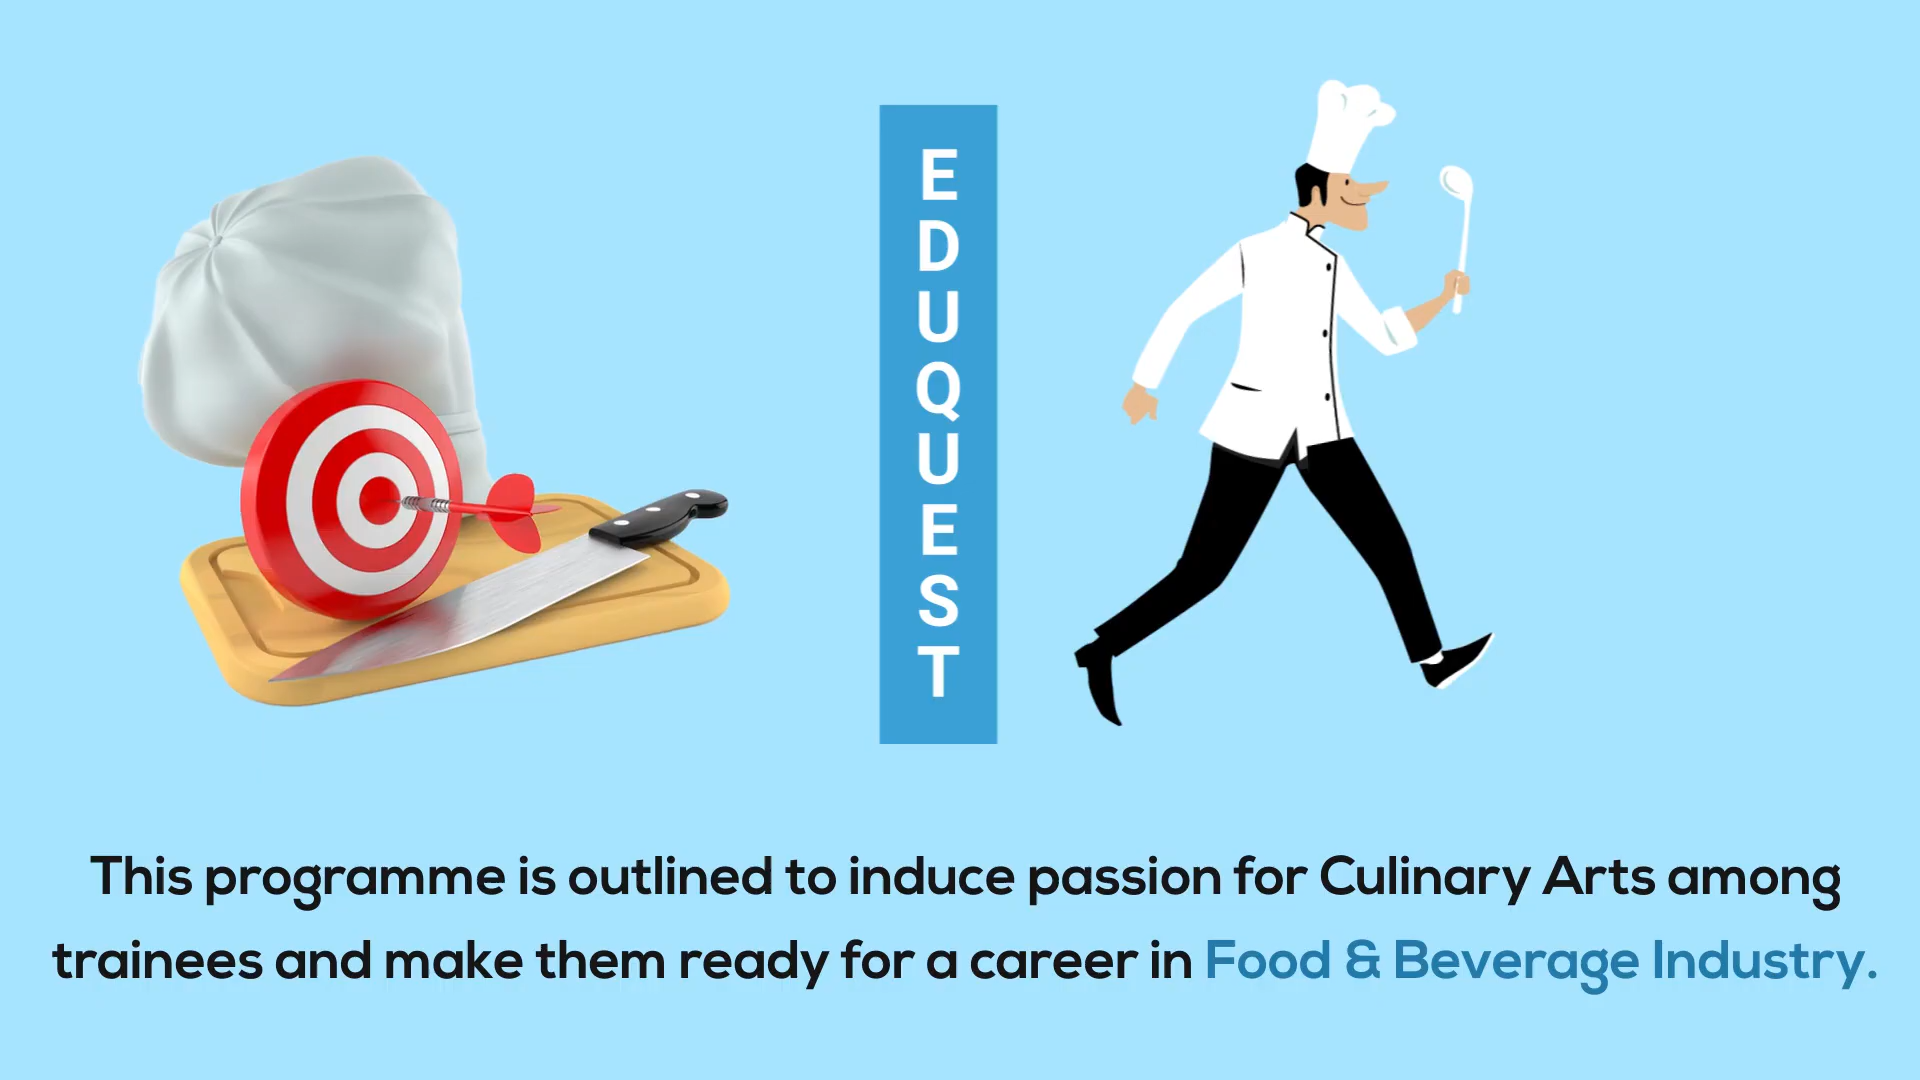 EDUQUEST
This programme is outlined to induce passion for Culinary Arts among
trainees and make them ready for a career in Food & Beverage Industry.